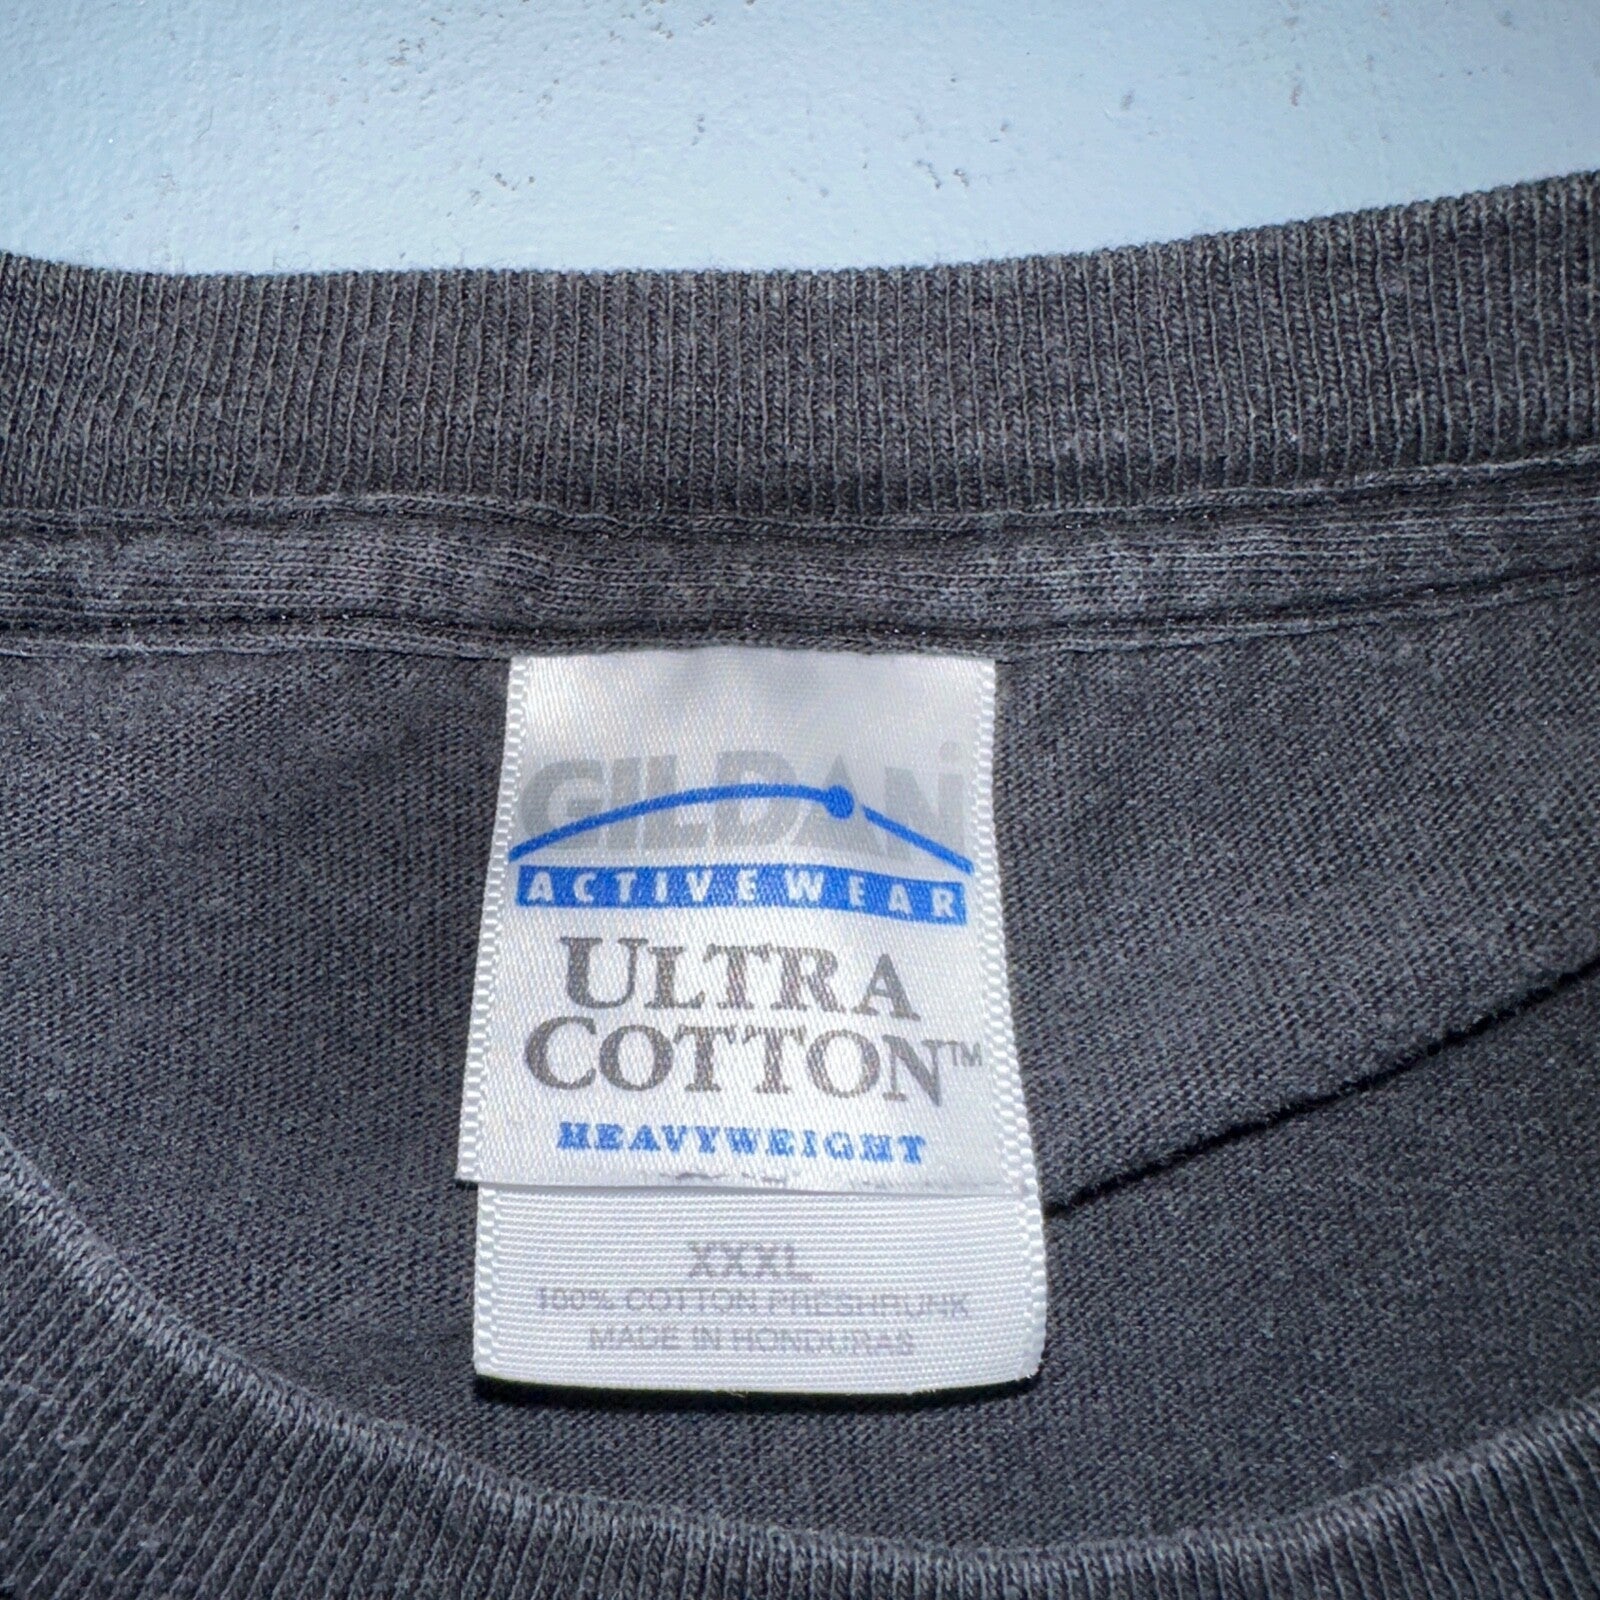 GILDAN
ACTIVEWEAR
ULTRA
COTTON™
HEAVYWEIGHT
XXXL
100% COTTON PRESHRUNK
MADE IN HONDURAS